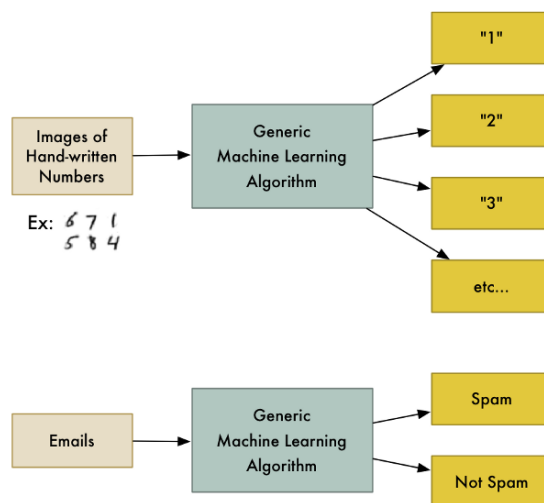 "1"
Images of
Hand-written
Numbers
Generic
Machine Learning
Algorithm
"2"
"3"
etc...
Ex: 6 7 1
5 8 4
Emails
Generic
Machine Learning
Algorithm
Spam
Not Spam